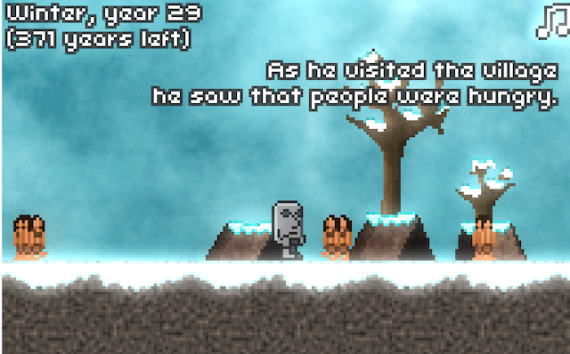 Winter, year 29
(371 years left)
As he visited the village
he saw that people were hungry.